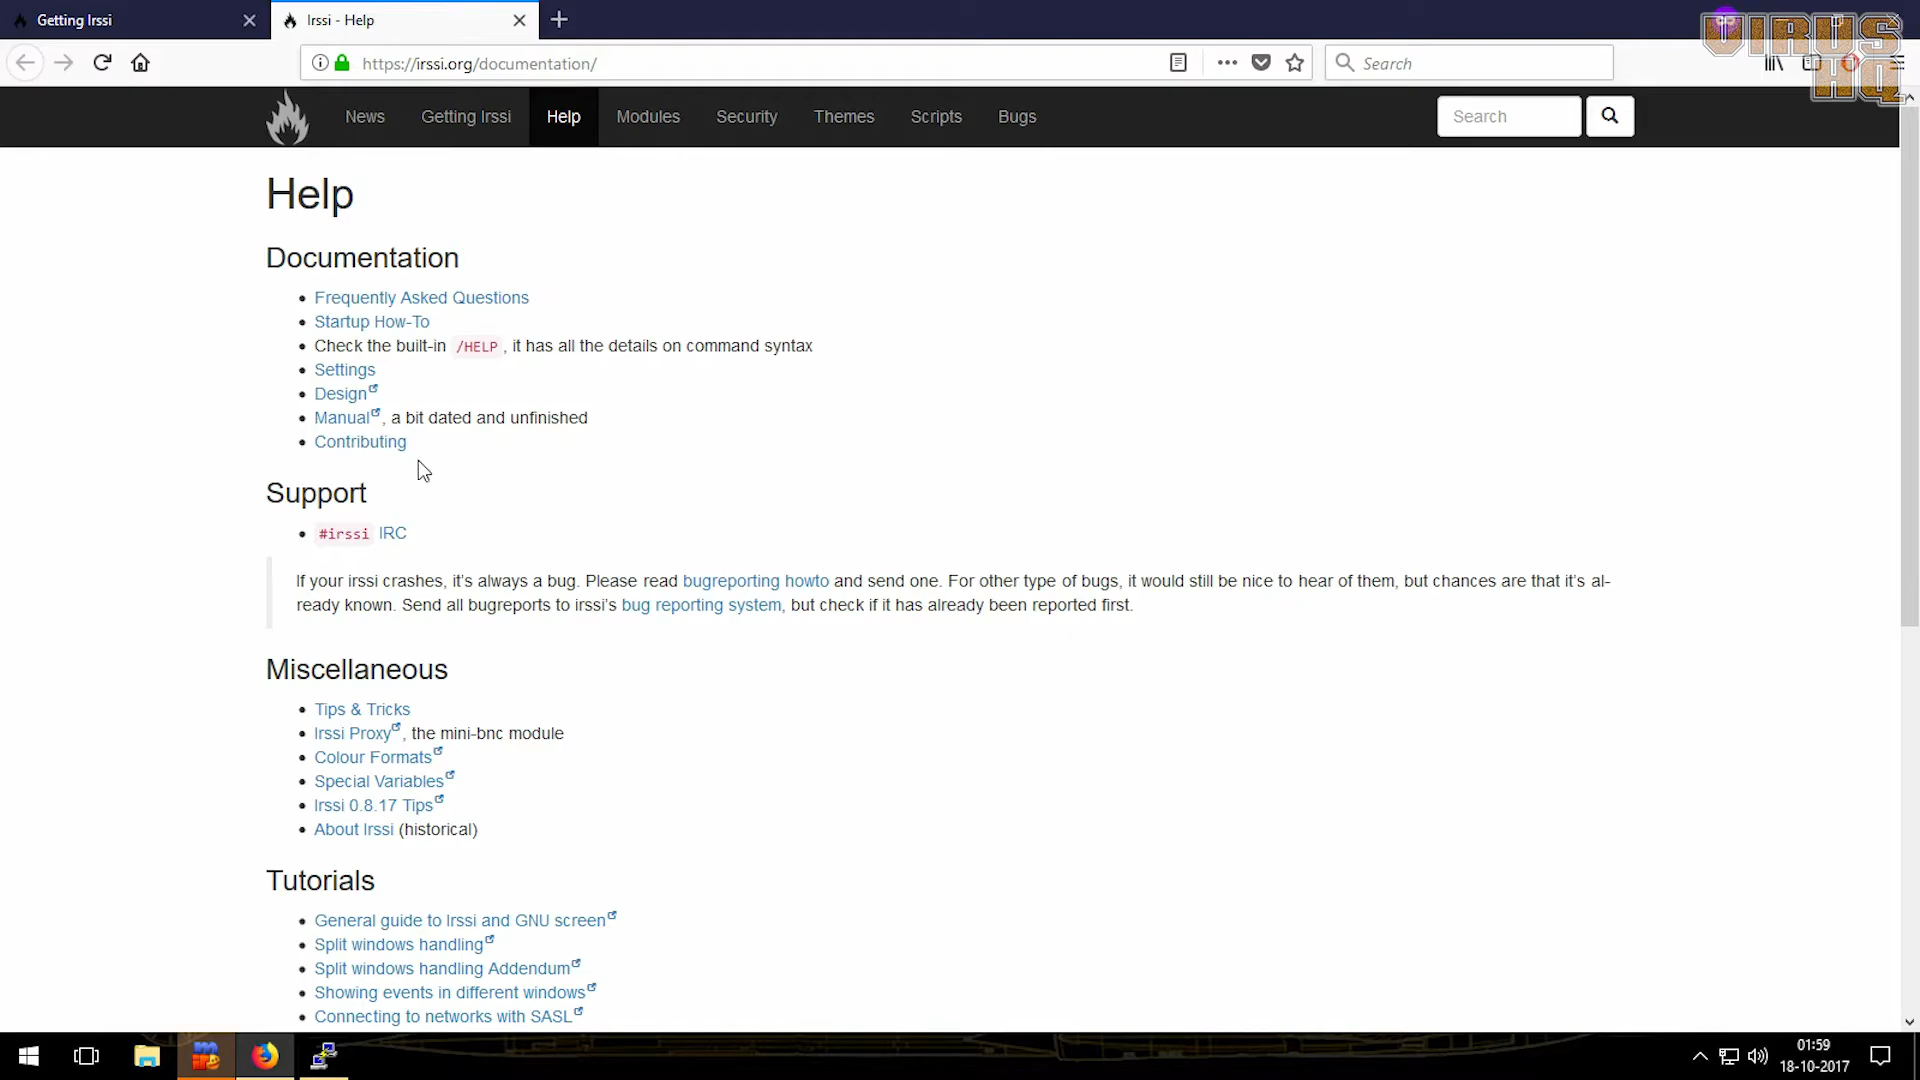 Getting Irssi
Irssi - Help
https://irssi.org/documentation/
Search
VIRUS
HQ
News Getting Irssi Help Modules Security Themes Scripts Bugs Search
Help
Documentation
Frequently Asked Questions
Startup How-To
Check the built-in /HELP , it has all the details on command syntax
Settings
Design
Manual , a bit dated and unfinished
Contributing
Support
#irssi IRC
If your irssi crashes, it's always a bug. Please read bugreporting howto and send one. For other type of bugs, it would still be nice to hear of them, but chances are that it's al-
ready known. Send all bugreports to irssi's bug reporting system, but check if it has already been reported first.
Miscellaneous
Tips & Tricks
Irssi Proxy , the mini-bnc module
Colour Formats
Special Variables
Irssi 0.8.17 Tips
About Irssi (historical)
Tutorials
General guide to Irssi and GNU screen
Split windows handling
Split windows handling Addendum
Showing events in different windows
Connecting to networks with SASL
01:59
18-10-2017